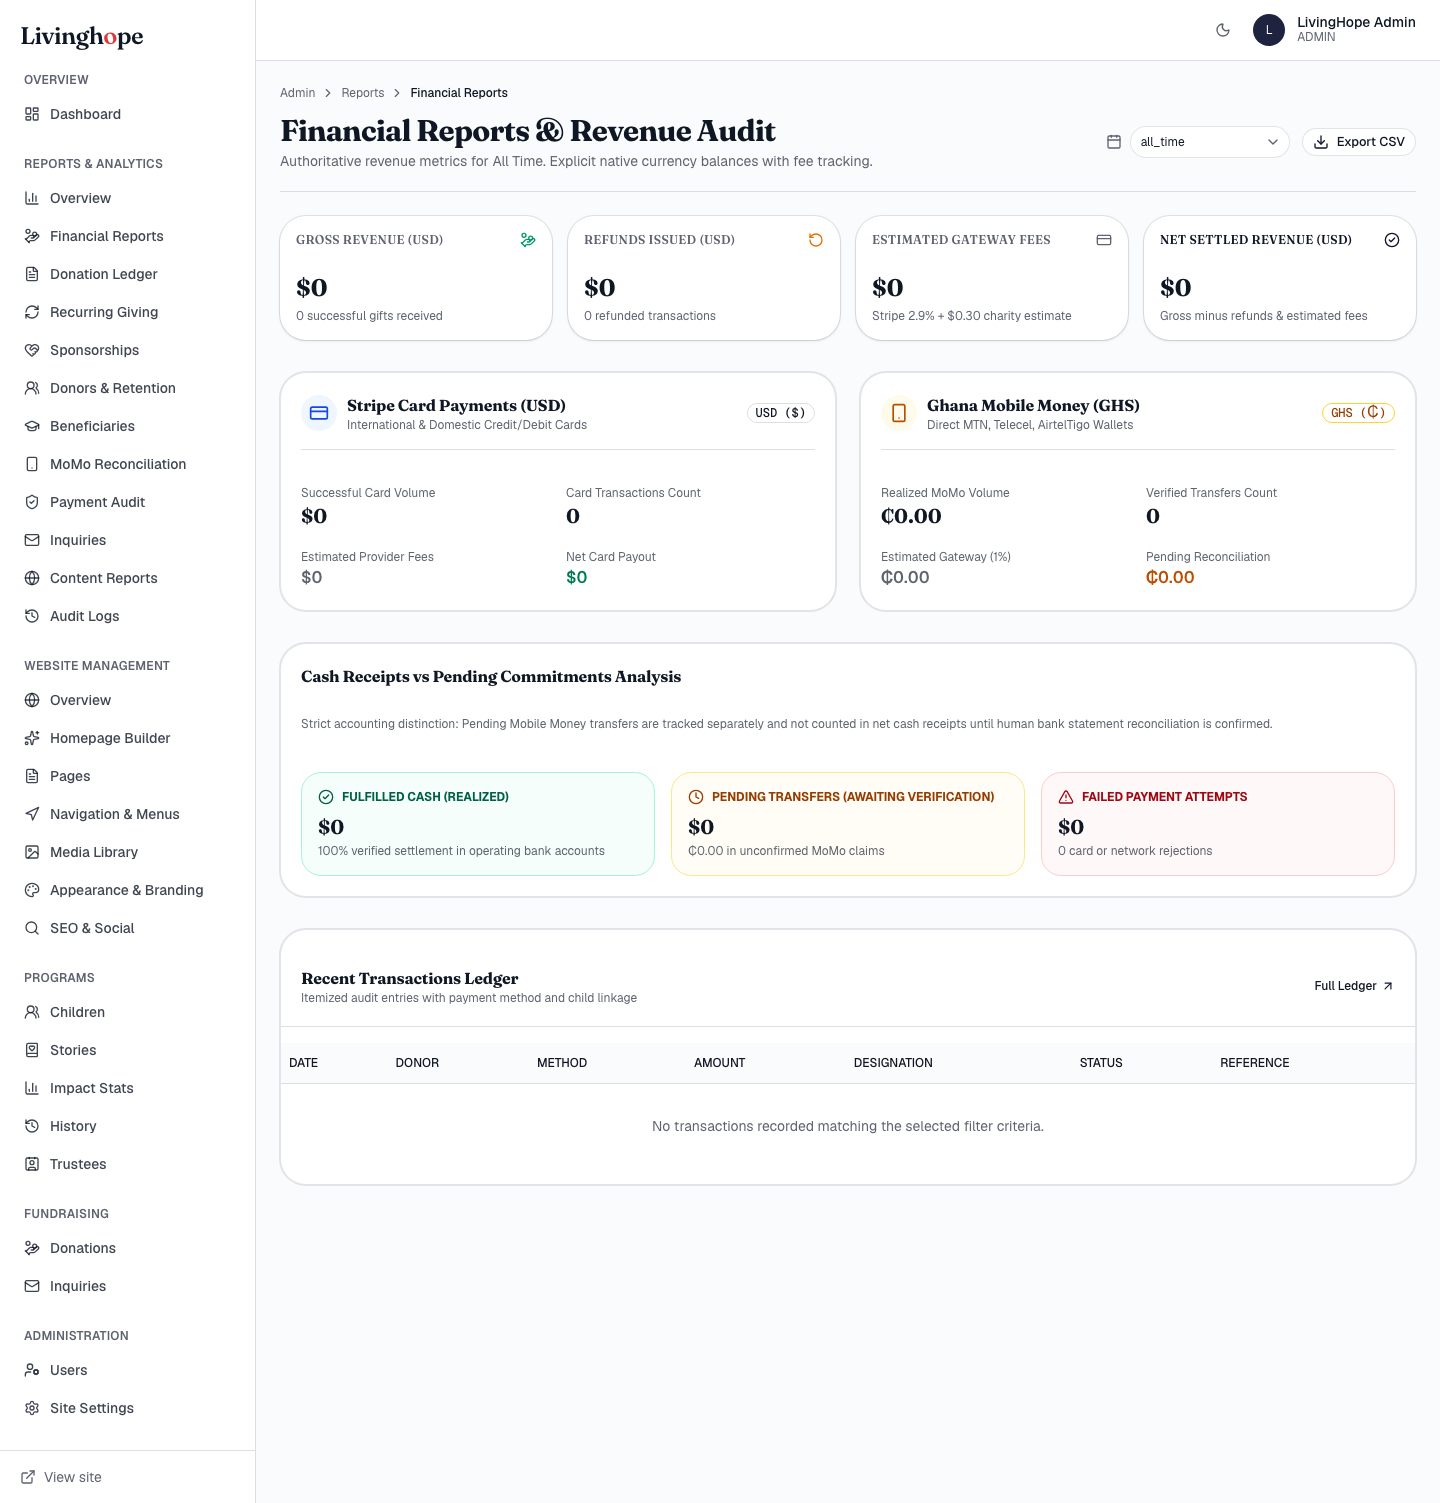 Livinghope
OVERVIEW
Dashboard
REPORTS & ANALYTICS
Overview
Financial Reports
Donation Ledger
Recurring Giving
Sponsorships
Donors & Retention
Beneficiaries
MoMo Reconciliation
Payment Audit
Inquiries
Content Reports
Audit Logs
WEBSITE MANAGEMENT
Overview
Homepage Builder
Pages
Navigation & Menus
Media Library
Appearance & Branding
SEO & Social
PROGRAMS
Children
Stories
Impact Stats
History
Trustees
FUNDRAISING
Donations
Inquiries
ADMINISTRATION
Users
Site Settings
View site
L
LivingHope Admin
ADMIN
Admin > Reports > Financial Reports
Financial Reports & Revenue Audit
Authoritative revenue metrics for All Time. Explicit native currency balances with fee tracking.
all_time
Export CSV
GROSS REVENUE (USD)
$0
0 successful gifts received
REFUNDS ISSUED (USD)
$0
0 refunded transactions
ESTIMATED GATEWAY FEES
$0
Stripe 2.9% + $0.30 charity estimate
NET SETTLED REVENUE (USD)
$0
Gross minus refunds & estimated fees
Stripe Card Payments (USD)
International & Domestic Credit/Debit Cards
USD ($)
Successful Card Volume
$0
Card Transactions Count
0
Estimated Provider Fees
$0
Net Card Payout
$0
Ghana Mobile Money (GHS)
Direct MTN, Telecel, AirtelTigo Wallets
GHS (₵)
Realized MoMo Volume
₵0.00
Verified Transfers Count
0
Estimated Gateway (1%)
₵0.00
Pending Reconciliation
₵0.00
Cash Receipts vs Pending Commitments Analysis
Strict accounting distinction: Pending Mobile Money transfers are tracked separately and not counted in net cash receipts until human bank statement reconciliation is confirmed.
FULFILLED CASH (REALIZED)
$0
100% verified settlement in operating bank accounts
PENDING TRANSFERS (AWAITING VERIFICATION)
$0
₵0.00 in unconfirmed MoMo claims
FAILED PAYMENT ATTEMPTS
$0
0 card or network rejections
Recent Transactions Ledger
Itemized audit entries with payment method and child linkage
Full Ledger
DATE DONOR METHOD AMOUNT DESIGNATION STATUS REFERENCE
No transactions recorded matching the selected filter criteria.